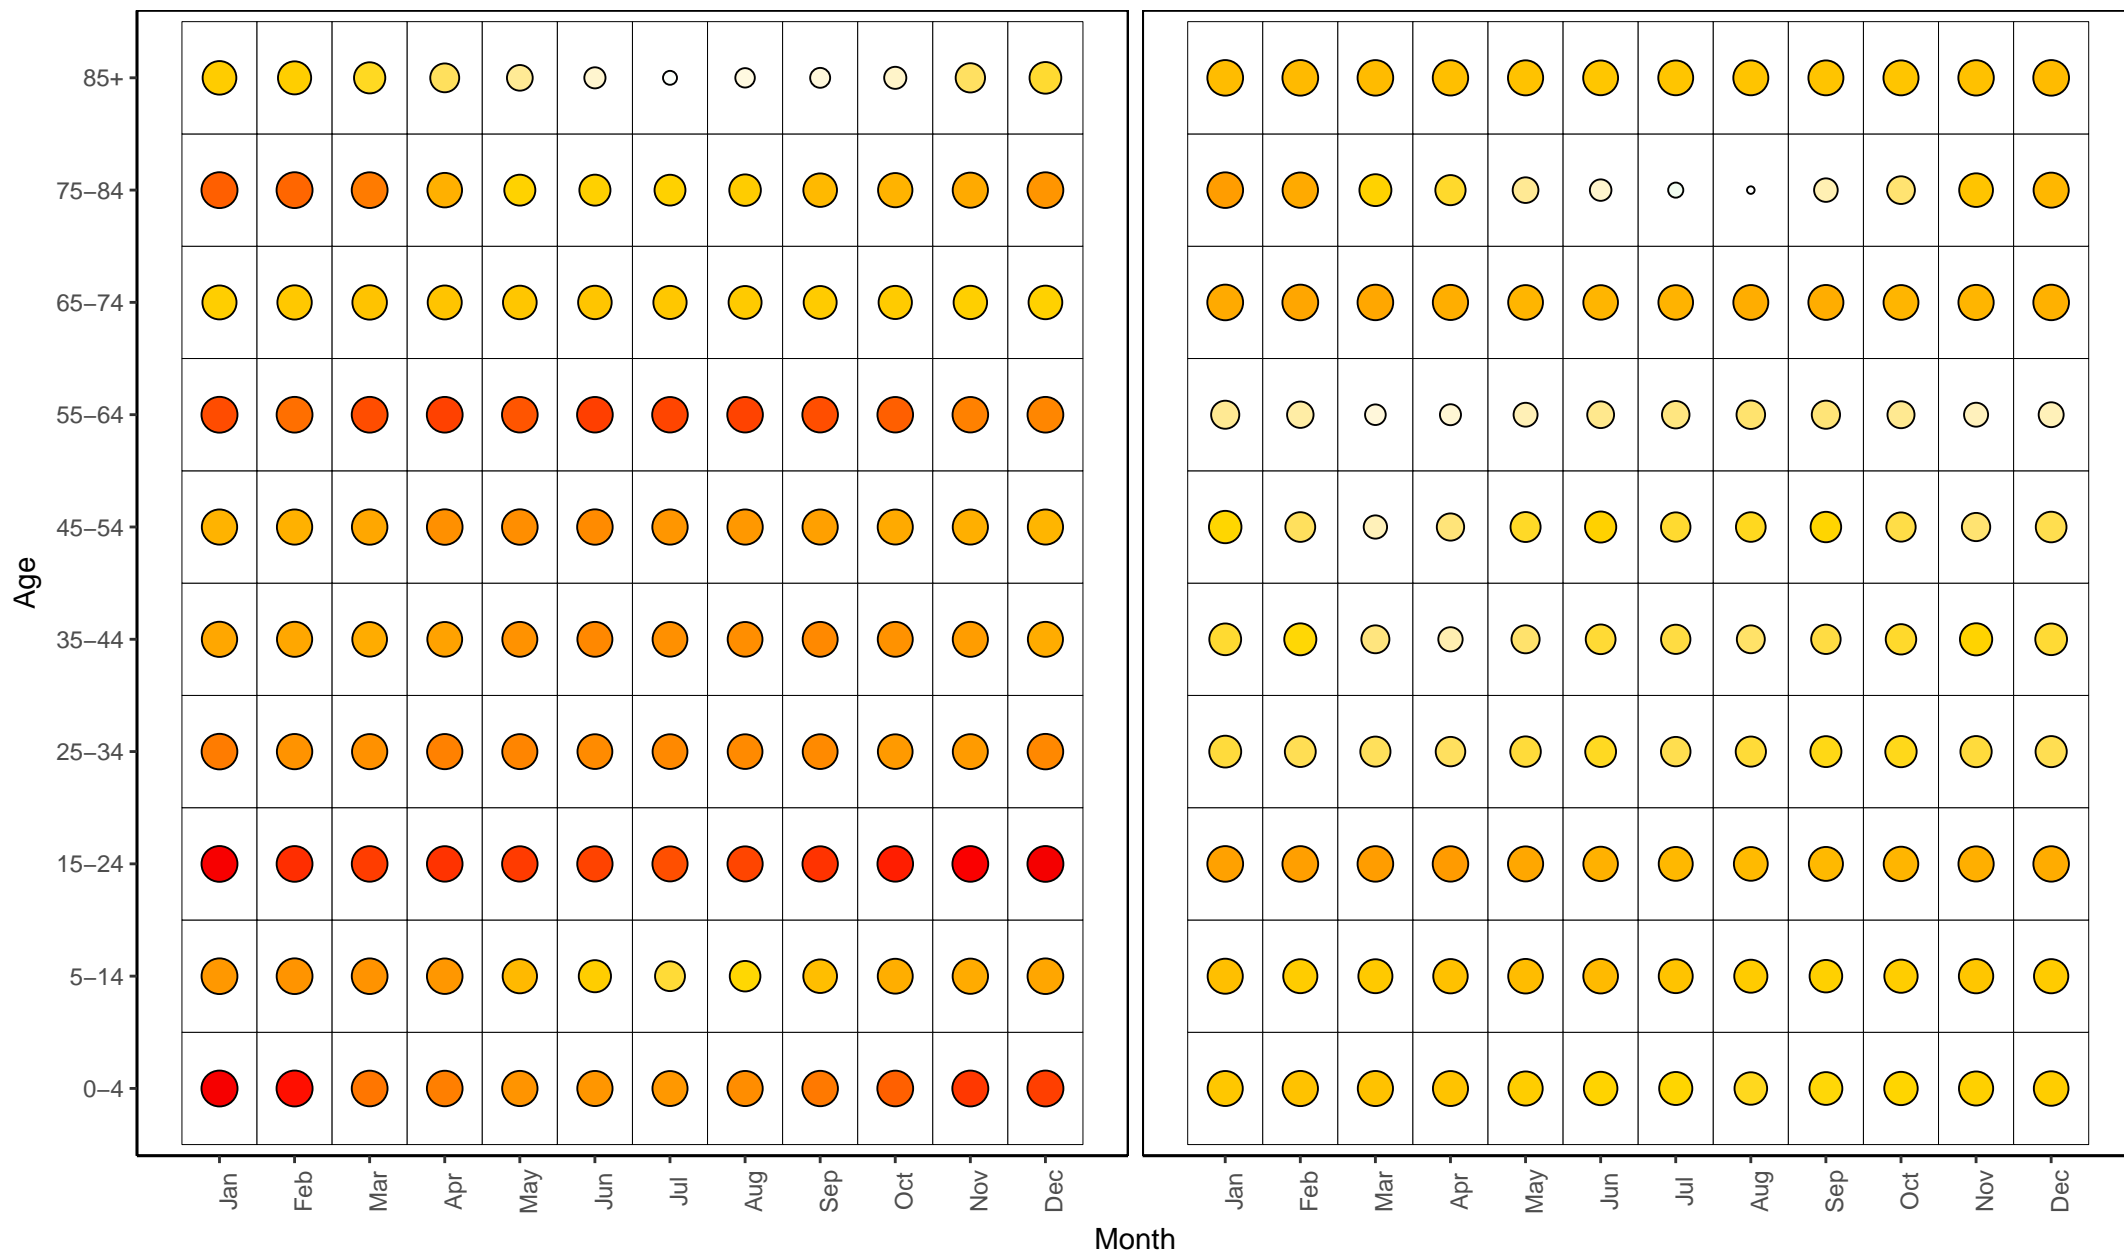 Age
85+
75−84
65−74
55−64
45−54
35−44
25−34
15−24
5−14
0−4
Jan Feb Mar Apr May Jun Jul Aug Sep Oct Nov Dec
Jan Feb Mar Apr May Jun Jul Aug Sep Oct Nov Dec
Month